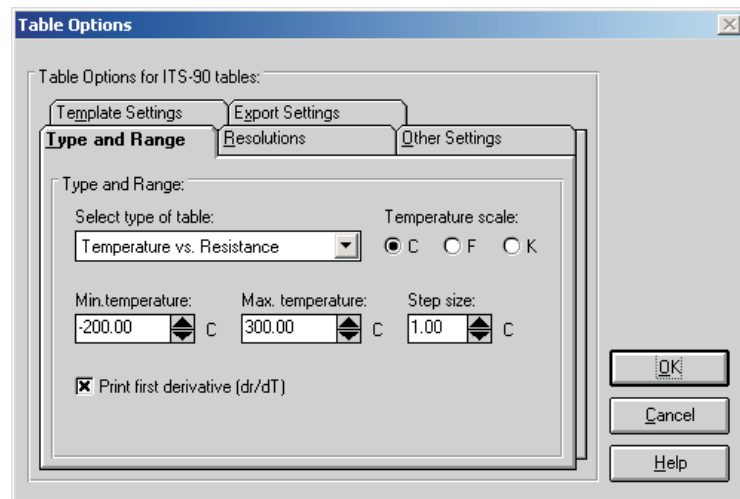 Table Options
Table Options for ITS-90 tables:
Template Settings Export Settings
Type and Range Resolutions Other Settings
Type and Range:
Select type of table: Temperature scale:
Temperature vs. Resistance C F K
Min.temperature: Max. temperature: Step size:
-200.00 C 300.00 C 1.00 C
Print first derivative (dr/dT)
OK
Cancel
Help